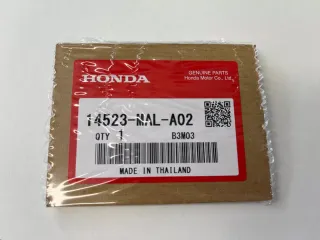 HONDA
GENUINE PARTS
Honda Motor Co., Ltd.
14523-MAL-A02
QTY 1 B3M03
MADE IN THAILAND